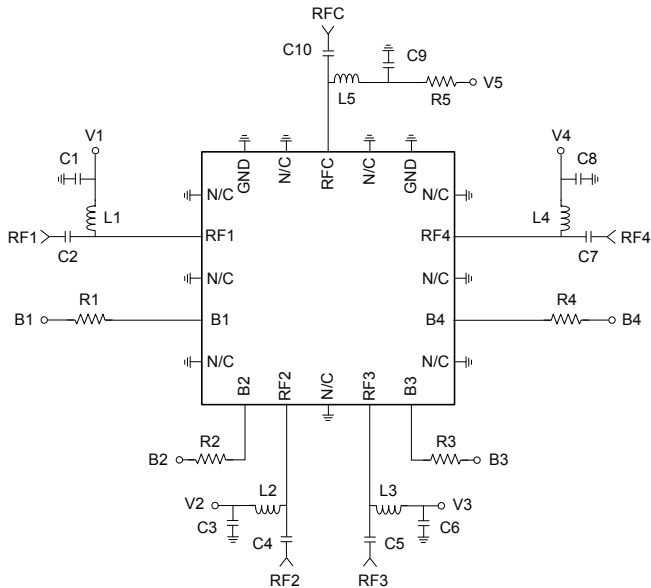 RFC
C10
C9
L5
R5
V5
V1
C1
L1
RF1
C2
V4
C8
L4
C7
RF4
GND
N/C
RFC
N/C
GND
N/C
N/C
RF1
RF4
N/C
N/C
B1
R1
B1
B4
R4
B4
N/C
N/C
B2
RF2
N/C
RF3
B3
B2
R2
R3
B3
V2
L2
C3
C4
RF2
L3
V3
C6
C5
RF3